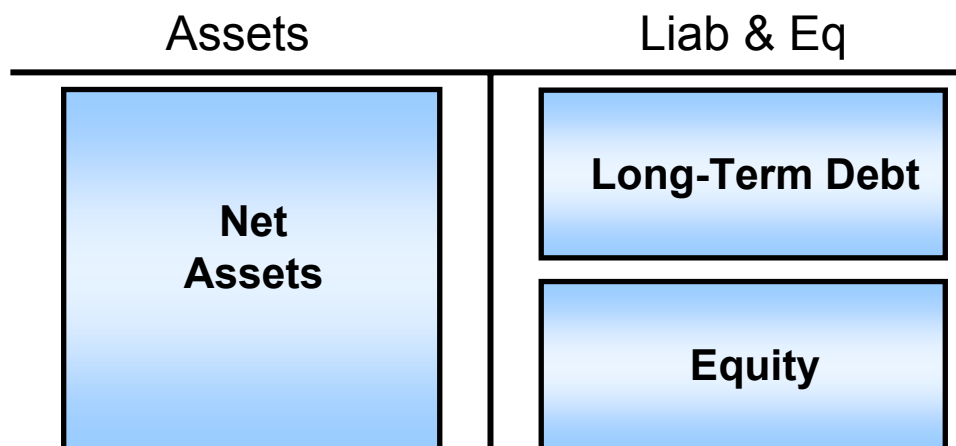 Assets
Liab & Eq
Net
Assets
Long-Term Debt
Equity